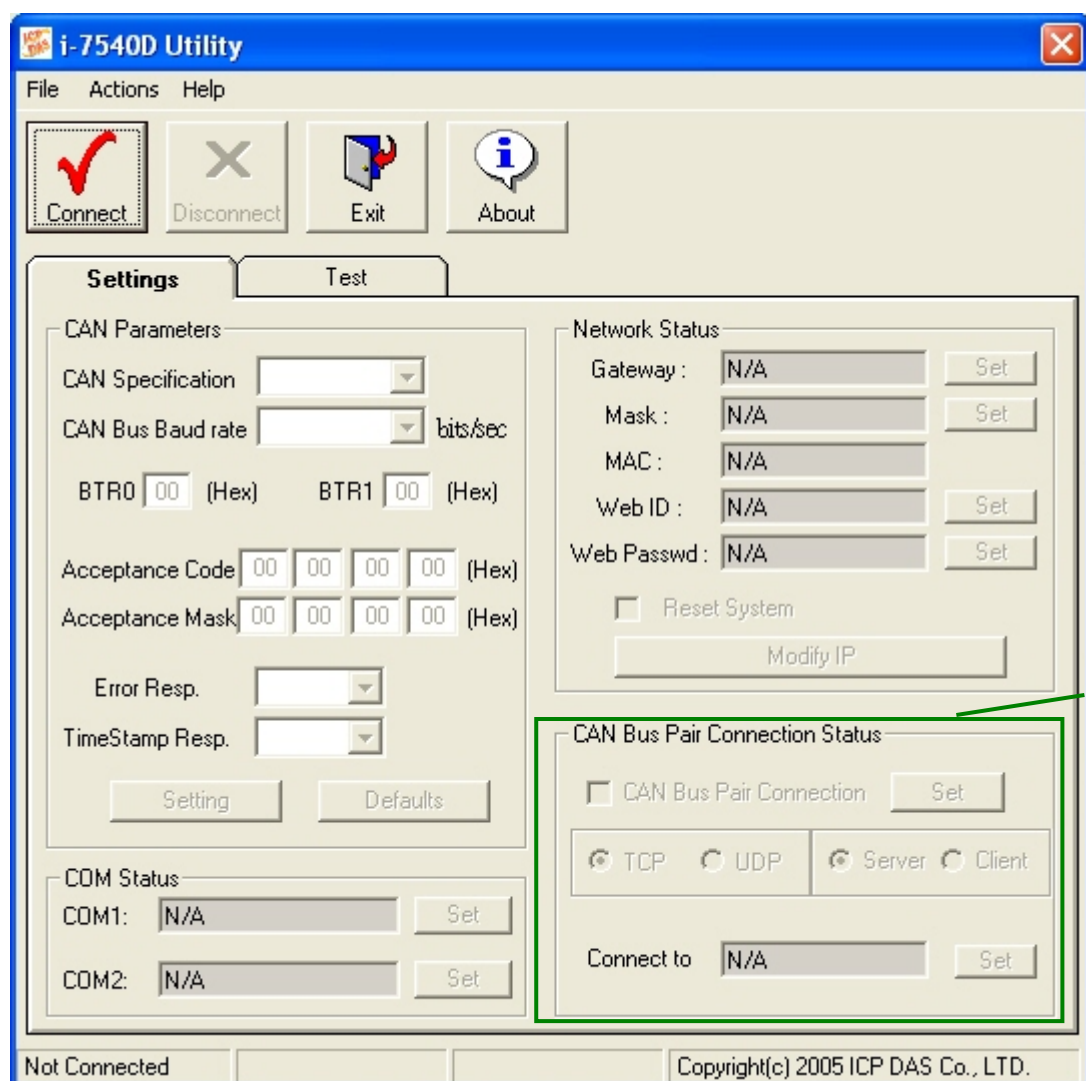 i-7540D Utility
File Actions Help
Connect Disconnect Exit About
Settings Test
CAN Parameters
CAN Specification
CAN Bus Baud rate bits/sec
BTR0 00 (Hex) BTR1 00 (Hex)
Acceptance Code 00 00 00 00 (Hex)
Acceptance Mask 00 00 00 00 (Hex)
Error Resp.
TimeStamp Resp.
Setting Defaults
COM Status
COM1: N/A Set
COM2: N/A Set
Network Status
Gateway : N/A Set
Mask : N/A Set
MAC : N/A
Web ID : N/A Set
Web Passwd : N/A Set
Reset System
Modify IP
CAN Bus Pair Connection Status
CAN Bus Pair Connection Set
TCP UDP Server Client
Connect to N/A Set
Not Connected Copyright(c) 2005 ICP DAS Co., LTD.